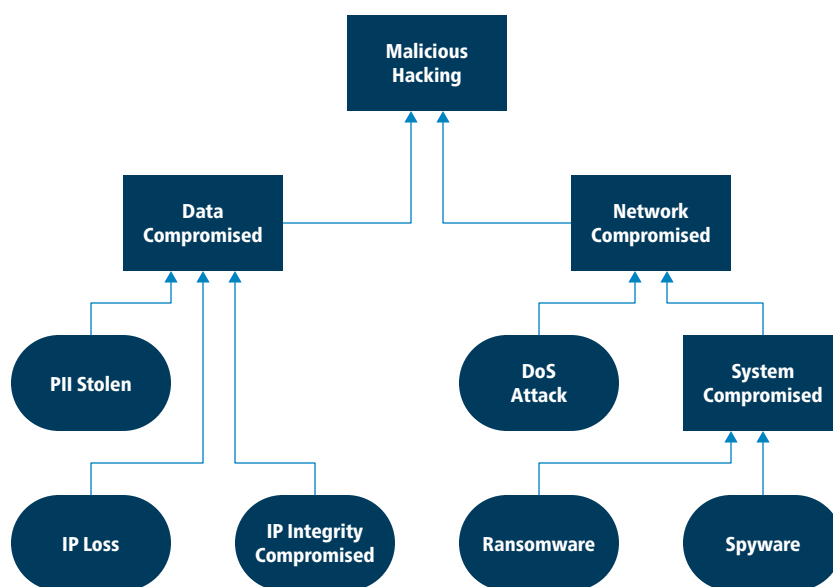 Malicious
Hacking
Data
Compromised
Network
Compromised
PII Stolen
DoS
Attack
System
Compromised
IP Loss
IP Integrity
Compromised
Ransomware
Spyware